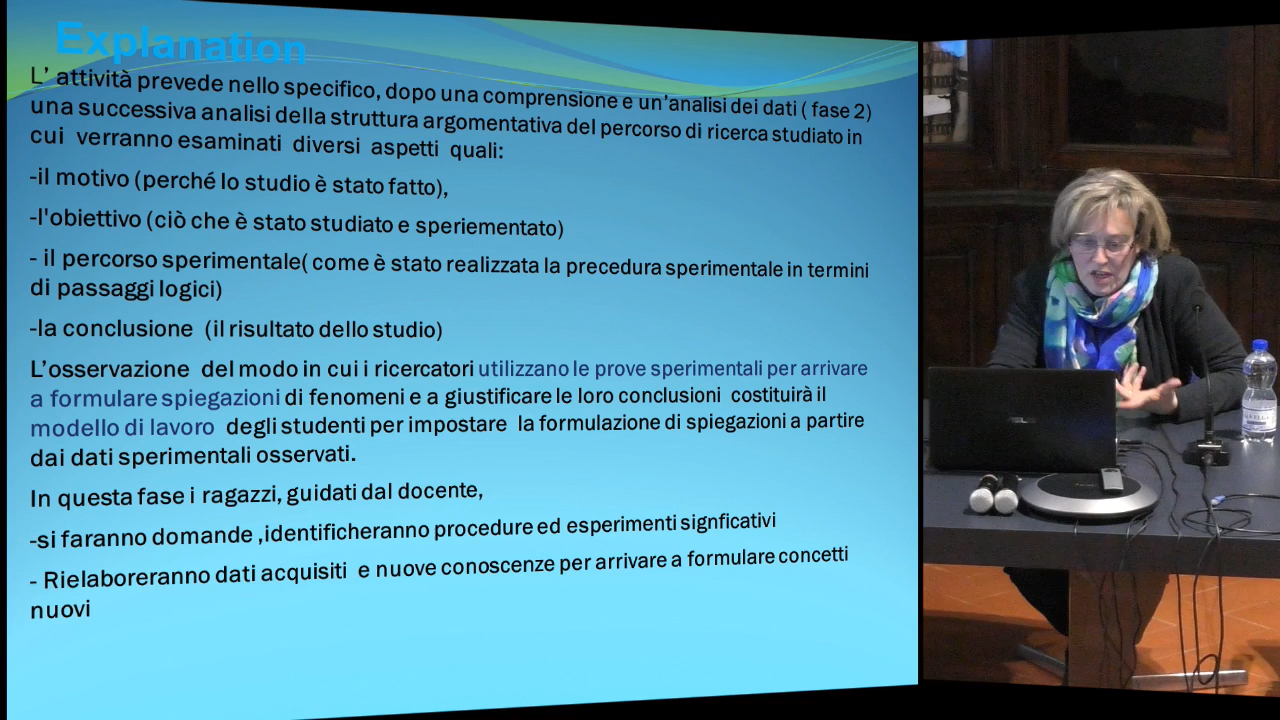 Explanation
L' attività prevede nello specifico, dopo una comprensione e un'analisi dei dati ( fase 2)
una successiva analisi della struttura argomentativa del percorso di ricerca studiato in
cui verranno esaminati diversi aspetti quali:
-il motivo (perché lo studio è stato fatto),
-l'obiettivo (ciò che è stato studiato e speriementato)
- il percorso sperimentale( come è stato realizzata la precedura sperimentale in termini
di passaggi logici)
-la conclusione (il risultato dello studio)
L'osservazione del modo in cui i ricercatori utilizzano le prove sperimentali per arrivare
a formulare spiegazioni di fenomeni e a giustificare le loro conclusioni costituirà il
modello di lavoro degli studenti per impostare la formulazione di spiegazioni a partire
dai dati sperimentali osservati.
In questa fase i ragazzi, guidati dal docente,
-si faranno domande ,identificheranno procedure ed esperimenti signficativi
- Rielaboreranno dati acquisiti e nuove conoscenze per arrivare a formulare concetti
nuovi